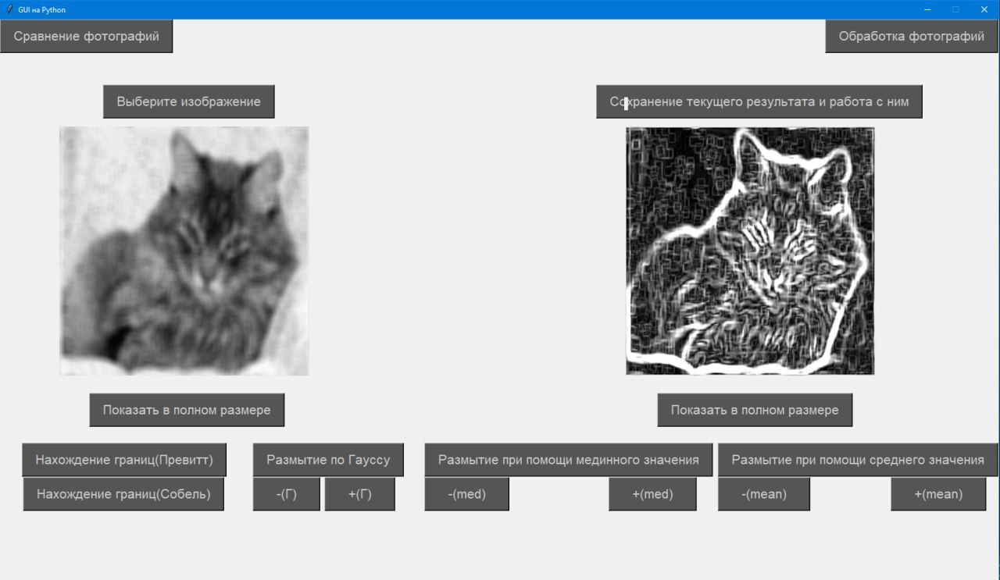 GUI на Python
Сравнение фотографий
Обработка фотографий
Выберите изображение
Сохранение текущего результата и работа с ним
Показать в полном размере
Показать в полном размере
Нахождение границ(Превитт)
Размытие по Гауссу
Размытие при помощи мединного значения
Размытие при помощи среднего значения
Нахождение границ(Собель)
-(Г)
+(Г)
-(med)
+(med)
-(mean)
+(mean)